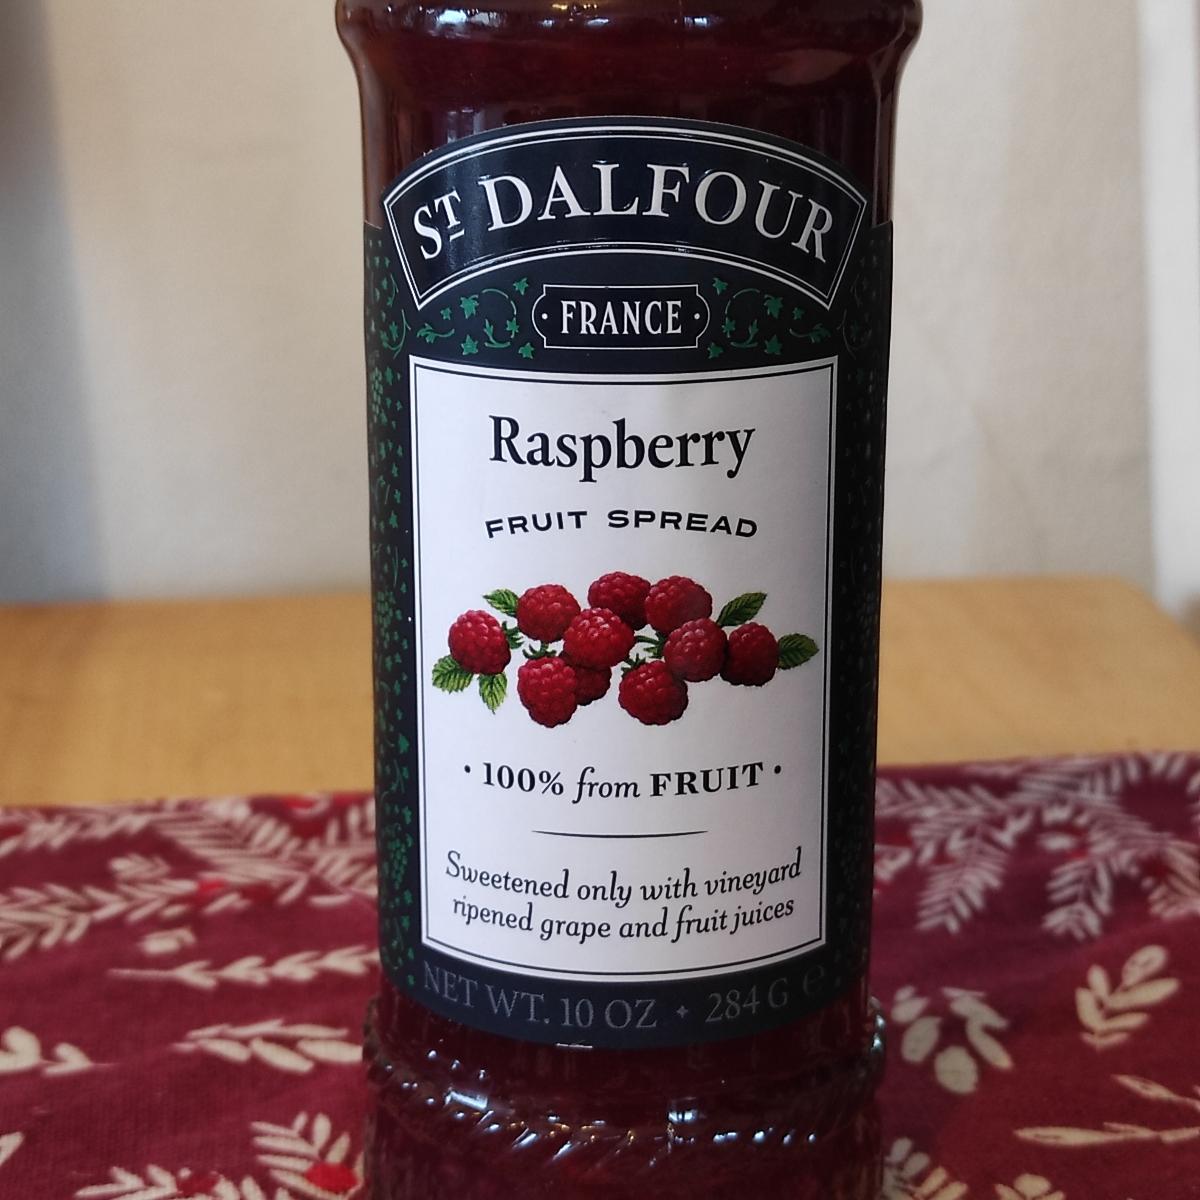 ST DALFOUR
· FRANCE ·
Raspberry
FRUIT SPREAD
· 100% from FRUIT ·
Sweetened only with vineyard
ripened grape and fruit juices
NET WT. 10 OZ ✦ 284 G ℮